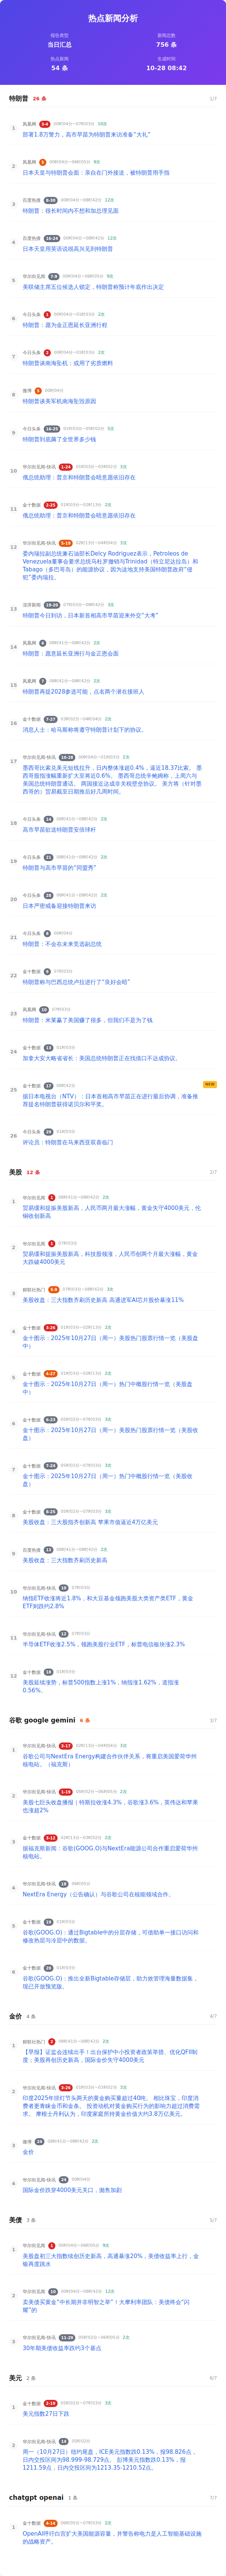 热点新闻分析
报告类型
当日汇总
新闻总数
756 条
热点新闻
54 条
生成时间
10-28 08:42
特朗普 26 条 1/7
1 凤凰网
部署1.8万警力，高市早苗为特朗普来访准备“大礼”
2 凤凰网
日本天皇与特朗普会面：亲自在门外接送，被特朗普用手指
3 百度热搜
特朗普：很长时间内不想和加总理见面
4 百度热搜
日本天皇用英语说很高兴见到特朗普
5 华尔街见闻
美联储主席五位候选人锁定，特朗普称预计年底作出决定
6 今日头条
特朗普：愿为金正恩延长亚洲行程
7 今日头条
特朗普谈南海坠机：或用了劣质燃料
8 微博
特朗普谈美军机南海坠毁原因
9 今日头条
特朗普到底薅了全世界多少钱
10 华尔街见闻-快讯
俄总统助理：普京和特朗普会晤意愿依旧存在
11 金十数据
俄总统助理：普京和特朗普会晤意愿依旧存在
12 华尔街见闻-快讯
委内瑞拉副总统兼石油部长Delcy Rodríguez表示，Petroleos de
Venezuela董事会要求总统马杜罗撤销与Trinidad（特立尼达拉岛）和
Tabago（多巴哥岛）的能源协议，因为这地支持美国特朗普政府“侵
犯”委内瑞拉。
13 澎湃新闻
特朗普今日到访，日本新首相高市早苗迎来外交“大考”
14 凤凰网
特朗普：愿意延长亚洲行与金正恩会面
15 凤凰网
特朗普再提2028参选可能，点名两个潜在接班人
16 金十数据
消息人士：哈马斯称将遵守特朗普计划下的协议。
17 华尔街见闻-快讯
墨西哥比索兑美元短线拉升，日内整体涨超0.4%，逼近18.37比索。 墨
西哥股指涨幅重新扩大至将近0.6%。 墨西哥总统辛鲍姆称，上周六与
美国总统特朗普通话。 两国接近达成非关税壁垒协议。 美方将（针对墨
西哥的）贸易截至日期推后好几周时间。
18 今日头条
高市早苗欲送特朗普安倍球杆
19 今日头条
特朗普与高市早苗的“同盟秀”
20 今日头条
日本严密戒备迎接特朗普来访
21 今日头条
特朗普：不会在未来竞选副总统
22 金十数据
特朗普称与巴西总统卢拉进行了“良好会晤”
23 凤凰网
特朗普：米莱赢了美国赚了很多，但我们不是为了钱
24 金十数据
加拿大安大略省省长：美国总统特朗普正在找借口不达成协议。
25 金十数据 NEW
据日本电视台（NTV）：日本首相高市早苗正在进行最后协调，准备推
荐提名特朗普获得诺贝尔和平奖。
26 今日头条
评论员：特朗普在马来西亚双喜临门
美股 12 条 2/7
1 华尔街见闻
贸易缓和提振美股新高，人民币两月最大涨幅，黄金失守4000美元，伦
铜收创新高
2 华尔街见闻
贸易缓和提振美股新高，科技股领涨，人民币创两个月最大涨幅，黄金
大跌破4000美元
3 财联社热门
美股收盘：三大指数齐刷历史新高 高通进军AI芯片股价暴涨11%
4 金十数据
金十图示：2025年10月27日（周一）美股热门股票行情一览（美股盘
中）
5 金十数据
金十图示：2025年10月27日（周一）热门中概股行情一览（美股盘
中）
6 金十数据
金十图示：2025年10月27日（周一）美股热门股票行情一览（美股收
盘）
7 金十数据
金十图示：2025年10月27日（周一）热门中概股行情一览（美股收
盘）
8 金十数据
美股收盘：三大股指齐创新高 苹果市值逼近4万亿美元
9 百度热搜
美股收盘：三大指数齐刷历史新高
10 华尔街见闻-快讯
纳指ETF收涨将近1.8%，和大豆基金领跑美股大类资产类ETF，黄金
ETF则跌约2.8%
11 华尔街见闻-快讯
半导体ETF收涨2.5%，领跑美股行业ETF，标普电信板块涨2.3%
12 金十数据
美股延续涨势，标普500指数上涨1%，纳指涨1.62%，道指涨
0.56%。
谷歌 google gemini 6 条 3/7
1 华尔街见闻-快讯
谷歌公司与NextEra Energy构建合作伙伴关系，将重启美国爱荷华州
核电站。（福克斯）
2 华尔街见闻-快讯
美股七巨头收盘播报｜特斯拉收涨4.3%，谷歌涨3.6%，英伟达和苹果
也涨超2%
3 金十数据
据福克斯新闻：谷歌(GOOG.O)与NextEra能源公司合作重启爱荷华州
核电站。
4 华尔街见闻-快讯
NextEra Energy（公告确认）与谷歌公司在核能领域合作。
5 金十数据
谷歌(GOOG.O)：通过Bigtable中的分层存储，可借助单一接口访问和
修改热层与冷层中的数据。
6 金十数据
谷歌(GOOG.O)：推出全新Bigtable存储层，助力效管理海量数据集，
现已开放预览版。
金价 4 条 4/7
1 财联社热门
【早报】证监会连续出手！出台保护中小投资者政策举措、优化QFII制
度；美股再创历史新高，国际金价失守4000美元
2 华尔街见闻-快讯
印度2025年排灯节头两天的黄金购买量超过40吨。 相比珠宝，印度消
费者更青睐金币和金条。 投资动机对黄金购买行为的影响力超过消费需
求。 摩根士丹利认为，印度家庭所持黄金价值大约3.8万亿美元。
3 微博
金价
4 华尔街见闻-快讯
国际金价跌穿4000美元关口，抛售加剧
美债 3 条 5/7
1 华尔街见闻
美股盘初三大指数续创历史新高，高通暴涨20%，美债收益率上行，金
银再度跳水
2 华尔街见闻
卖美债买黄金“中长期并非明智之举”！大摩利率团队：美债终会“闪
耀”的
3 华尔街见闻-快讯
30年期美债收益率跌约3个基点
美元 2 条 6/7
1 金十数据
美元指数27日下跌
2 华尔街见闻-快讯
周一（10月27日）纽约尾盘，ICE美元指数跌0.13%，报98.826点，
日内交投区间为98.999-98.729点。 彭博美元指数跌0.13%，报
1211.59点，日内交投区间为1213.35-1210.52点。
chatgpt openai 1 条 7/7
1 金十数据
OpenAI呼吁白宫扩大美国能源容量，并警告称电力是人工智能基础设施
的战略资产。